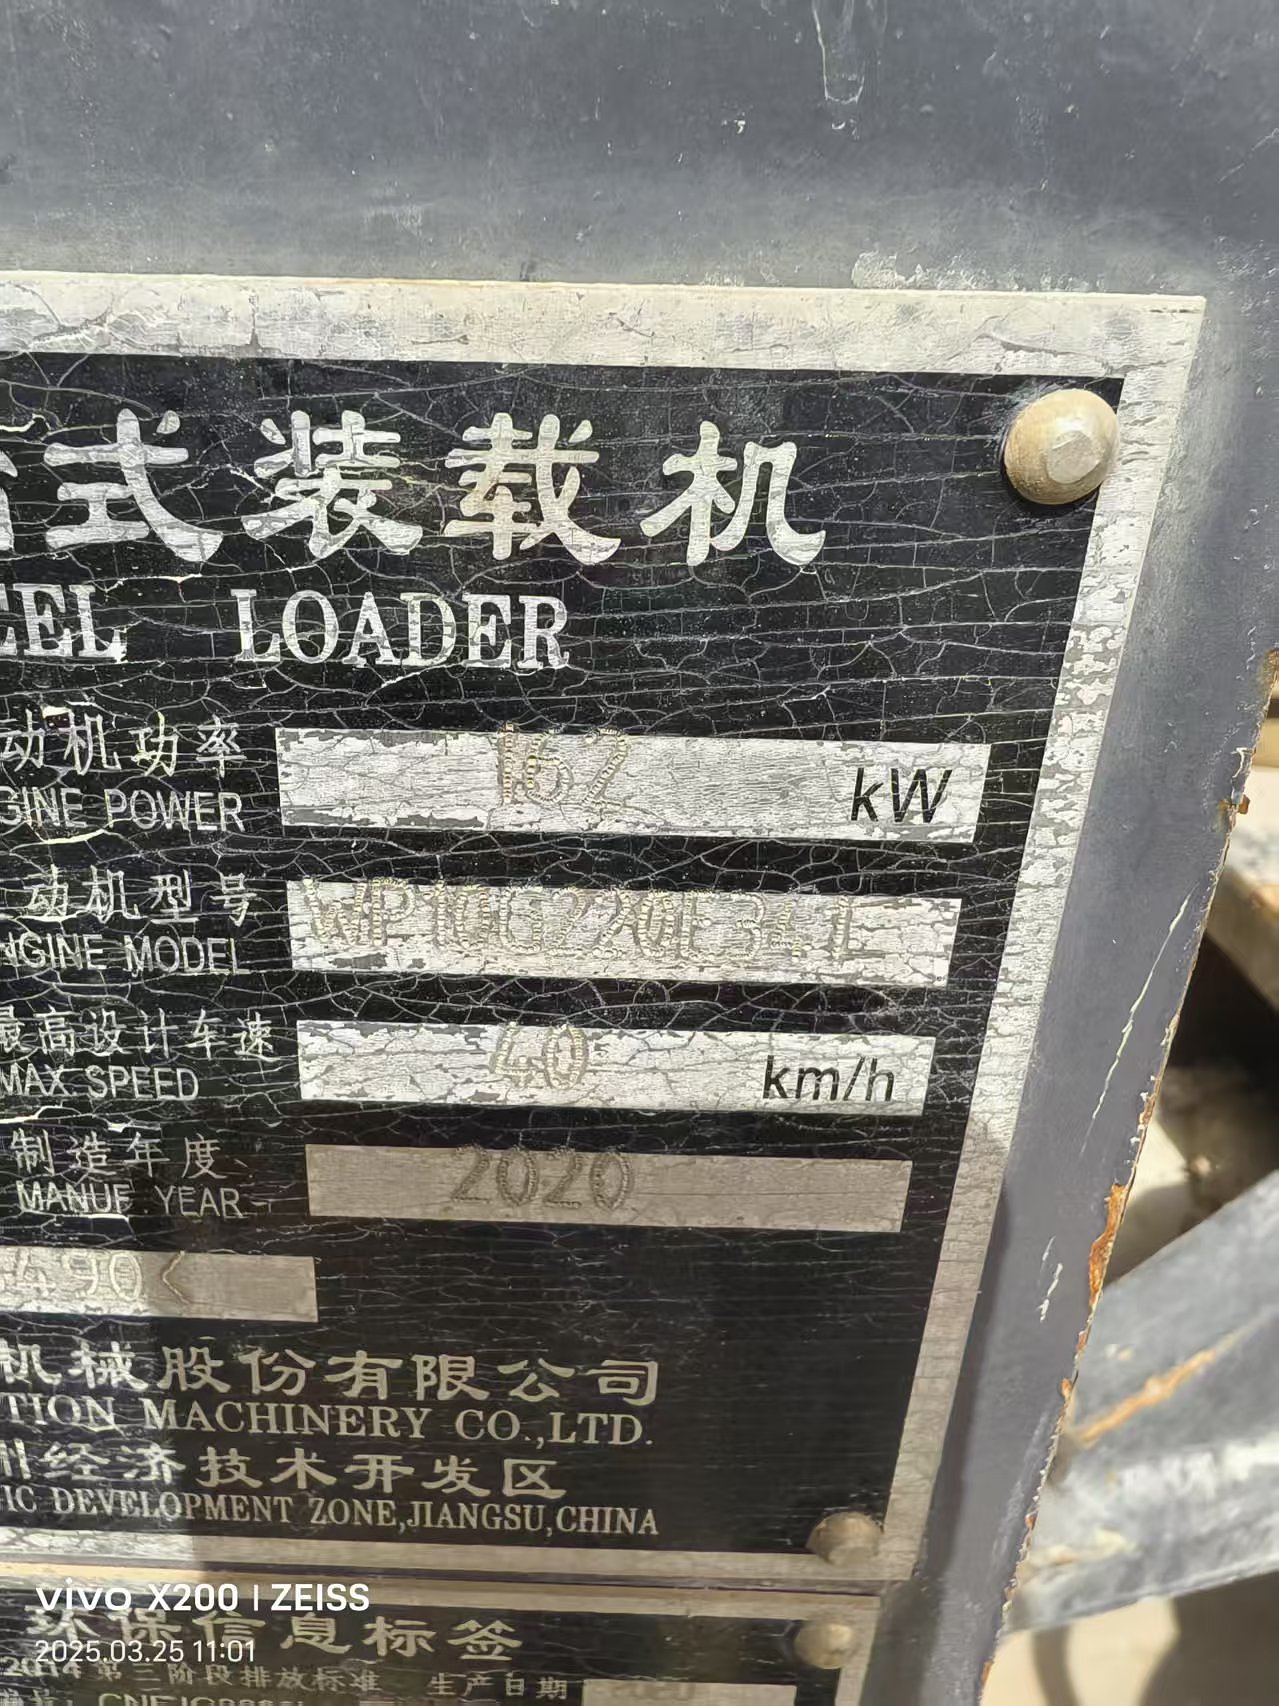 式装载机
EEL LOADER
动机功率 162 kW
GINE POWER
动机型号 WP10G220E341
NGINE MODEL
最高设计车速 40 km/h
MAX SPEED
制造年度 2020
MANUF YEAR
490<
机械股份有限公司
TION MACHINERY CO.,LTD.
州经济技术开发区
IC DEVELOPMENT ZONE,JIANGSU,CHINA
vivo X200 | ZEISS
环保信息标签
2025.03.25 11:01
2014 第三阶段排放标准 生产日期